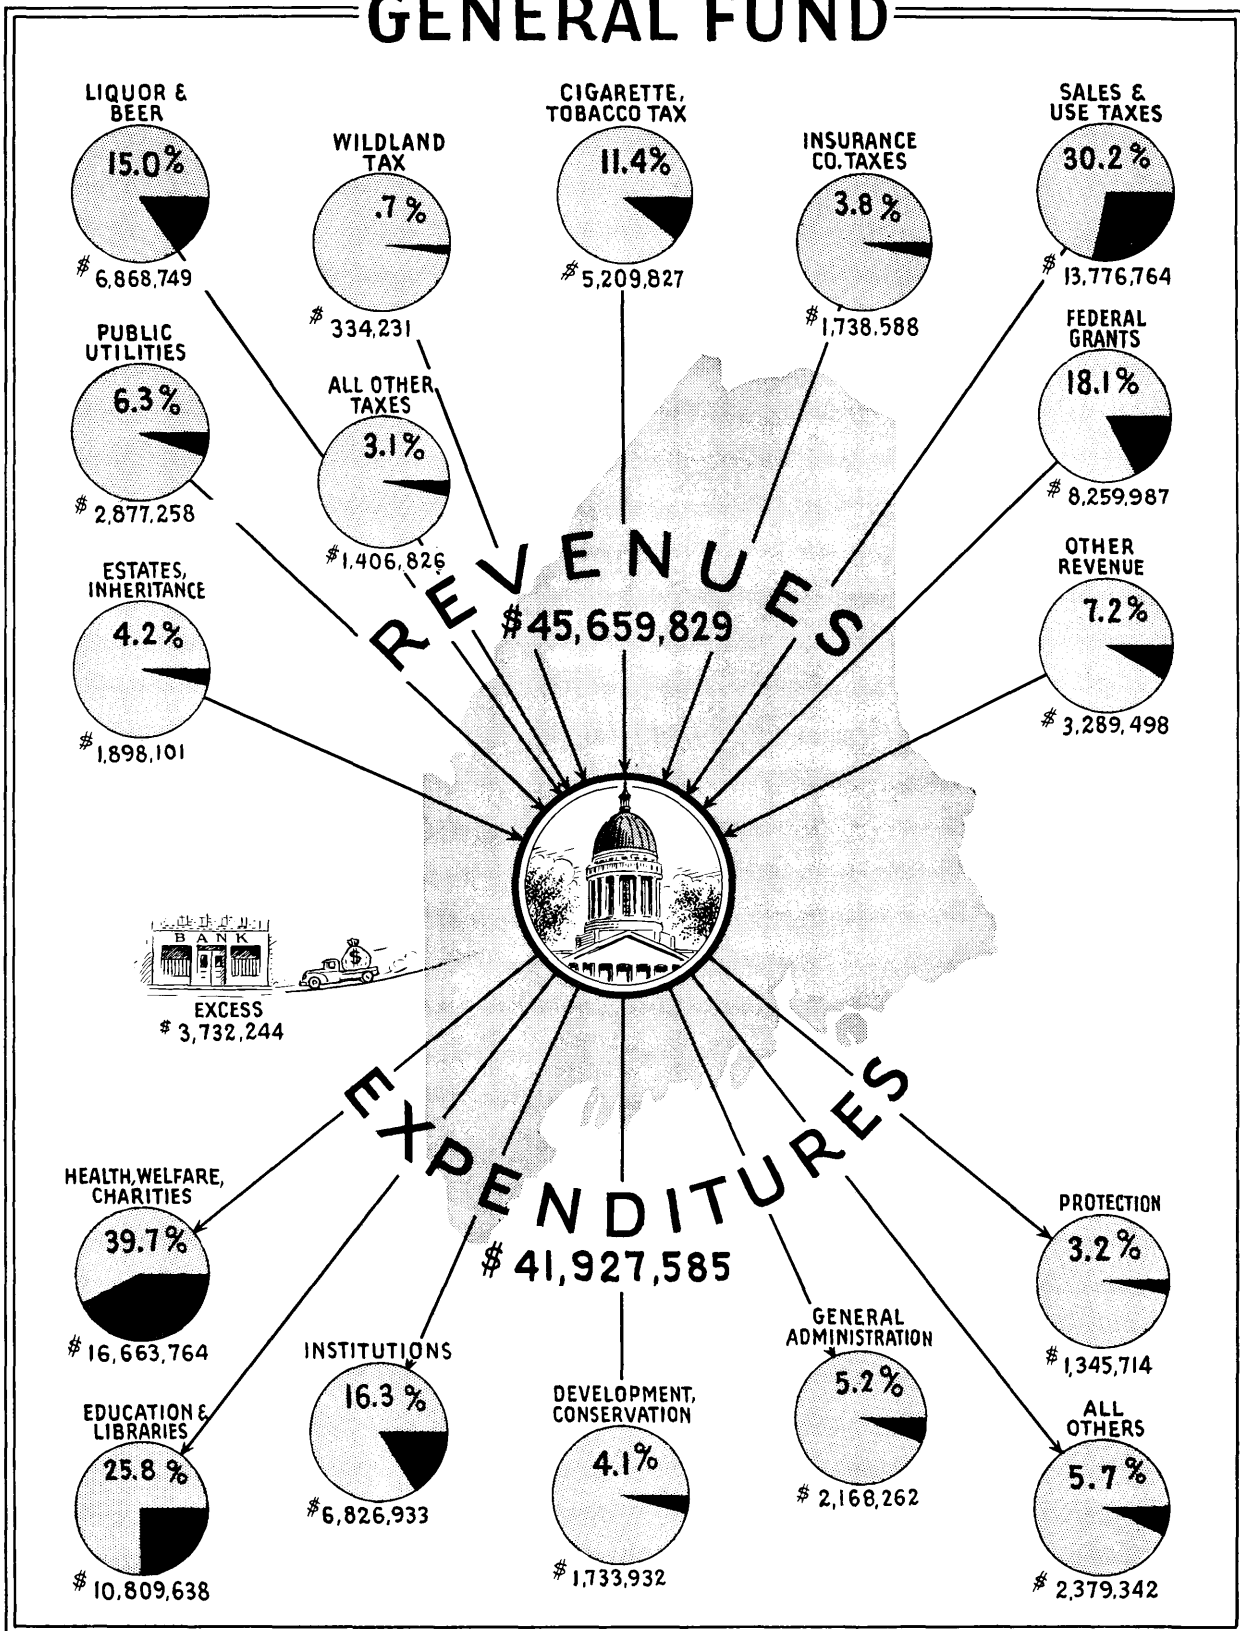 GENERAL FUND
LIQUOR &
BEER
15.0%
$ 6,868,749
WILDLAND
TAX
.7%
$ 334,231
CIGARETTE,
TOBACCO TAX
11.4%
$ 5,209,827
INSURANCE
CO. TAXES
3.8%
$ 1,738.588
SALES &
USE TAXES
30.2%
$ 13,776,764
PUBLIC
UTILITIES
6.3%
$ 2,877,258
ALL OTHER
TAXES
3.1%
$1,406,826
FEDERAL
GRANTS
18.1%
$ 8,259,987
ESTATES,
INHERITANCE
4.2%
$ 1,898,101
OTHER
REVENUE
7.2%
$ 3,289,498
REVENUES
$45,659,829
BANK
$
EXCESS
$ 3,732,244
EXPENDITURES
$ 41,927,585
HEALTH, WELFARE,
CHARITIES
39.7%
$ 16,663,764
EDUCATION &
LIBRARIES
25.8 %
$ 10,809,638
INSTITUTIONS
16.3 %
$6,826,933
DEVELOPMENT,
CONSERVATION
4.1%
$ 1,733,932
GENERAL
ADMINISTRATION
5.2%
$ 2,168,262
PROTECTION
3.2%
$ 1,345,714
ALL
OTHERS
5.7%
$ 2,379,342